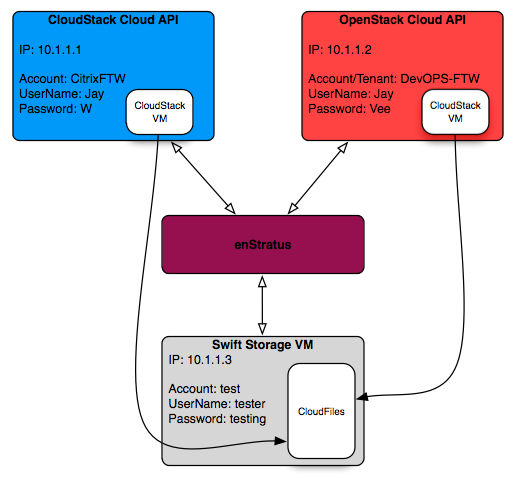 CloudStack Cloud API
IP: 10.1.1.1
Account: CitrixFTW
UserName: Jay
Password: W
CloudStack
VM
OpenStack Cloud API
IP: 10.1.1.2
Account/Tenant: DevOPS-FTW
UserName: Jay
Password: Vee
CloudStack
VM
enStratus
Swift Storage VM
IP: 10.1.1.3
Account: test
UserName: tester
Password: testing
CloudFiles